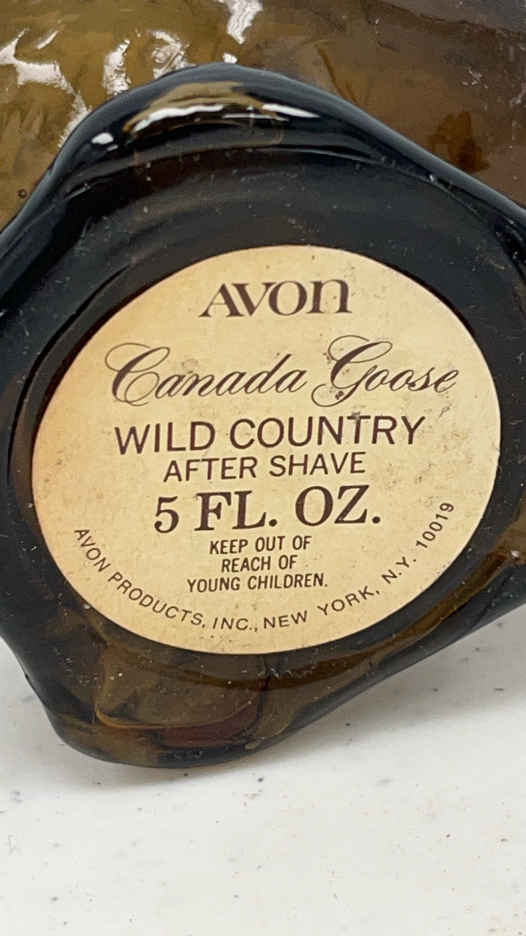 AVON
Canada Goose
WILD COUNTRY
AFTER SHAVE
5 FL. OZ.
KEEP OUT OF
REACH OF
YOUNG CHILDREN.
AVON PRODUCTS, INC., NEW YORK, N.Y. 10019